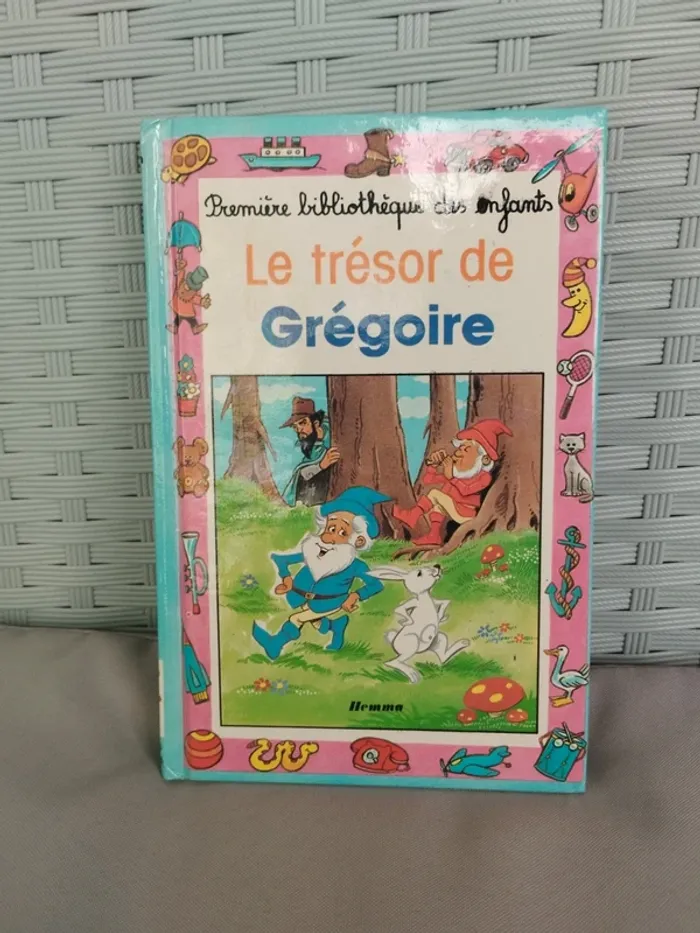 Première bibliothèque des enfants
Le trésor de
Grégoire
Hemma